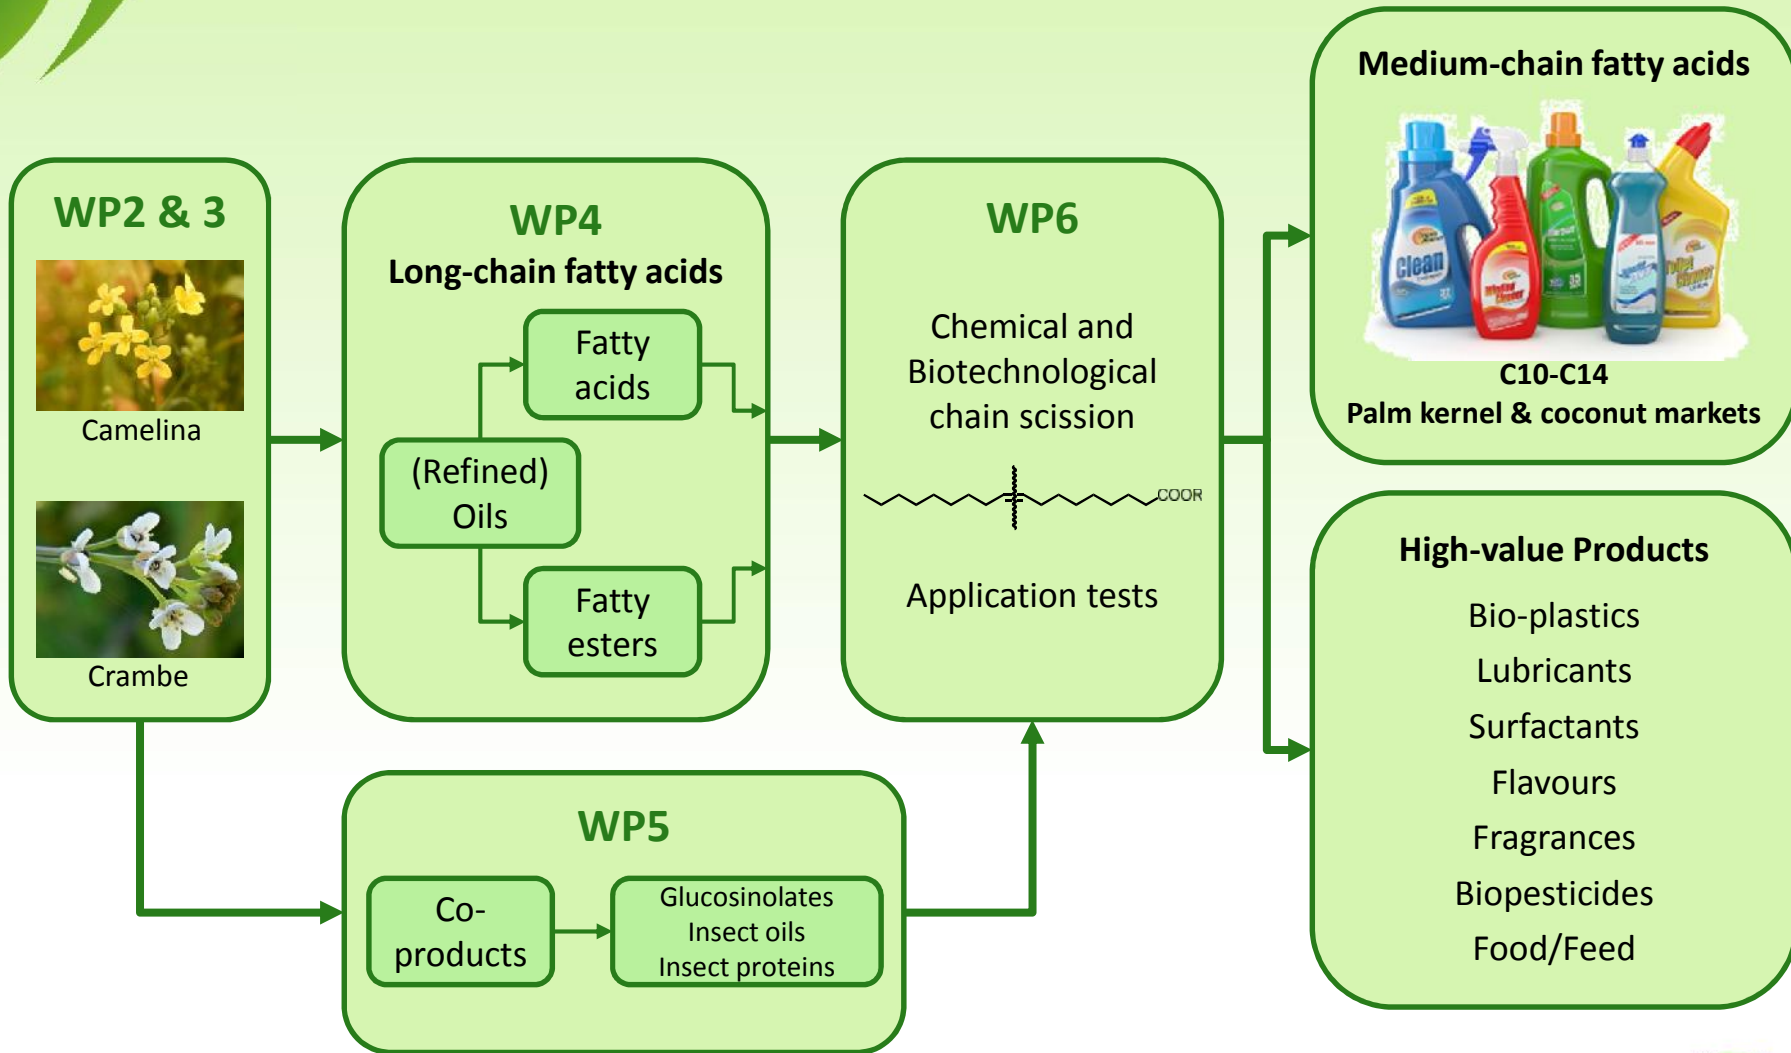 WP2 & 3
Camelina
Crambe
WP4
Long-chain fatty acids
Fatty
acids
(Refined)
Oils
Fatty
esters
WP5
Co-
products
Glucosinolates
Insect oils
Insect proteins
WP6
Chemical and
Biotechnological
chain scission
COOR
Application tests
Medium-chain fatty acids
Clean
C10-C14
Palm kernel & coconut markets
High-value Products
Bio-plastics
Lubricants
Surfactants
Flavours
Fragrances
Biopesticides
Food/Feed